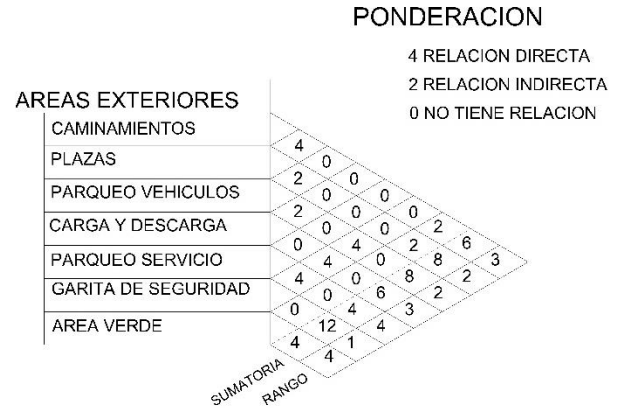 PONDERACION
4 RELACION DIRECTA
2 RELACION INDIRECTA
0 NO TIENE RELACION
AREAS EXTERIORES
CAMINAMIENTOS
PLAZAS
PARQUEO VEHICULOS
CARGA Y DESCARGA
PARQUEO SERVICIO
GARITA DE SEGURIDAD
AREA VERDE
4 0 0 0 0 2 6 3
2 0 0 0 2 8 2
2 0 4 0 8 2
0 4 0 6 3
4 0 4 4
0 12 1
4 4
SUMATORIA
RANGO